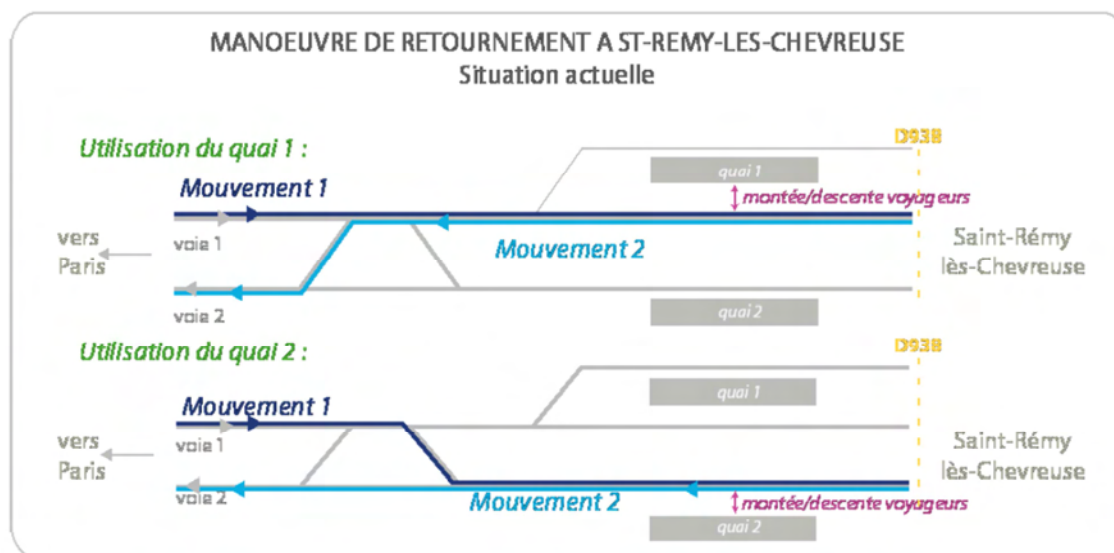 MANOEUVRE DE RETOURNEMENT A ST-REMY-LES-CHEVREUSE
Situation actuelle
Utilisation du quai 1 :
D938
quai 1
Mouvement 1
montée/descente voyageurs
voie 1
vers
Paris
Mouvement 2
Saint-Rémy
lès-Chevreuse
voie 2
quai 2
Utilisation du quai 2 :
D938
quai 1
Mouvement 1
voie 1
vers
Paris
Saint-Rémy
lès-Chevreuse
voie 2
Mouvement 2
montée/descente voyageurs
quai 2